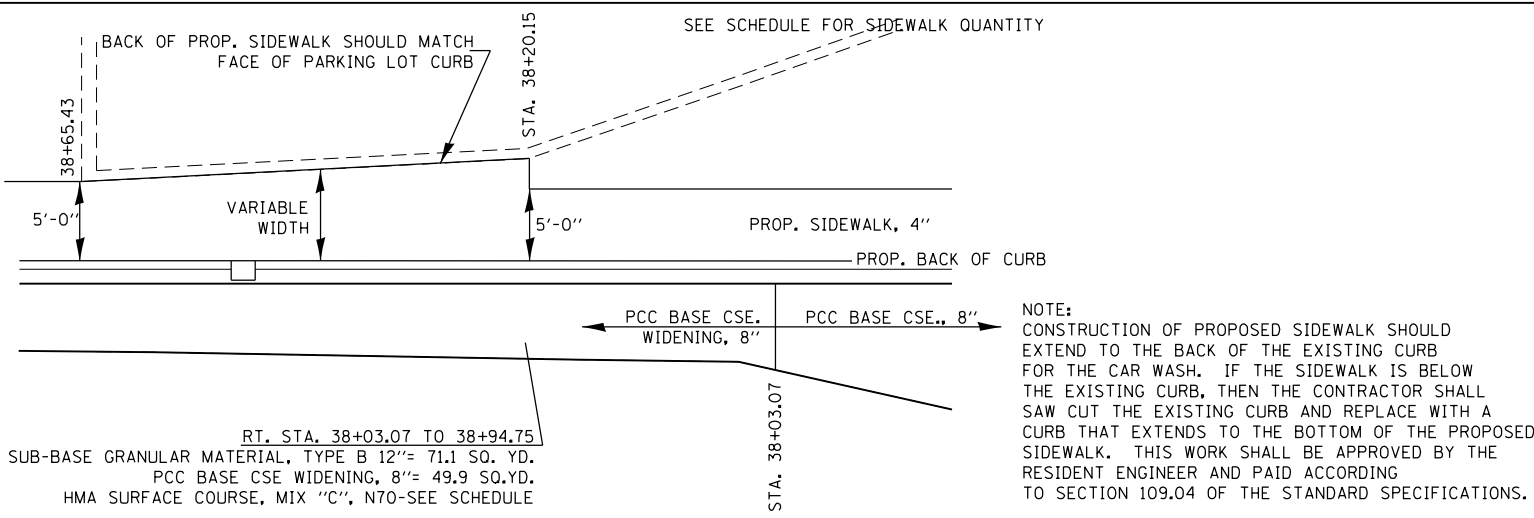 SEE SCHEDULE FOR SIDEWALK QUANTITY
BACK OF PROP. SIDEWALK SHOULD MATCH
FACE OF PARKING LOT CURB
38+65.43
STA. 38+20.15
5'-0''
VARIABLE
WIDTH
5'-0''
PROP. SIDEWALK, 4''
PROP. BACK OF CURB
PCC BASE CSE.
WIDENING, 8''
PCC BASE CSE., 8''
STA. 38+03.07
RT. STA. 38+03.07 TO 38+94.75
SUB-BASE GRANULAR MATERIAL, TYPE B 12''= 71.1 SQ. YD.
PCC BASE CSE WIDENING, 8''= 49.9 SQ.YD.
HMA SURFACE COURSE, MIX ''C'', N70-SEE SCHEDULE
NOTE:
CONSTRUCTION OF PROPOSED SIDEWALK SHOULD
EXTEND TO THE BACK OF THE EXISTING CURB
FOR THE CAR WASH. IF THE SIDEWALK IS BELOW
THE EXISTING CURB, THEN THE CONTRACTOR SHALL
SAW CUT THE EXISTING CURB AND REPLACE WITH A
CURB THAT EXTENDS TO THE BOTTOM OF THE PROPOSED
SIDEWALK. THIS WORK SHALL BE APPROVED BY THE
RESIDENT ENGINEER AND PAID ACCORDING
TO SECTION 109.04 OF THE STANDARD SPECIFICATIONS.